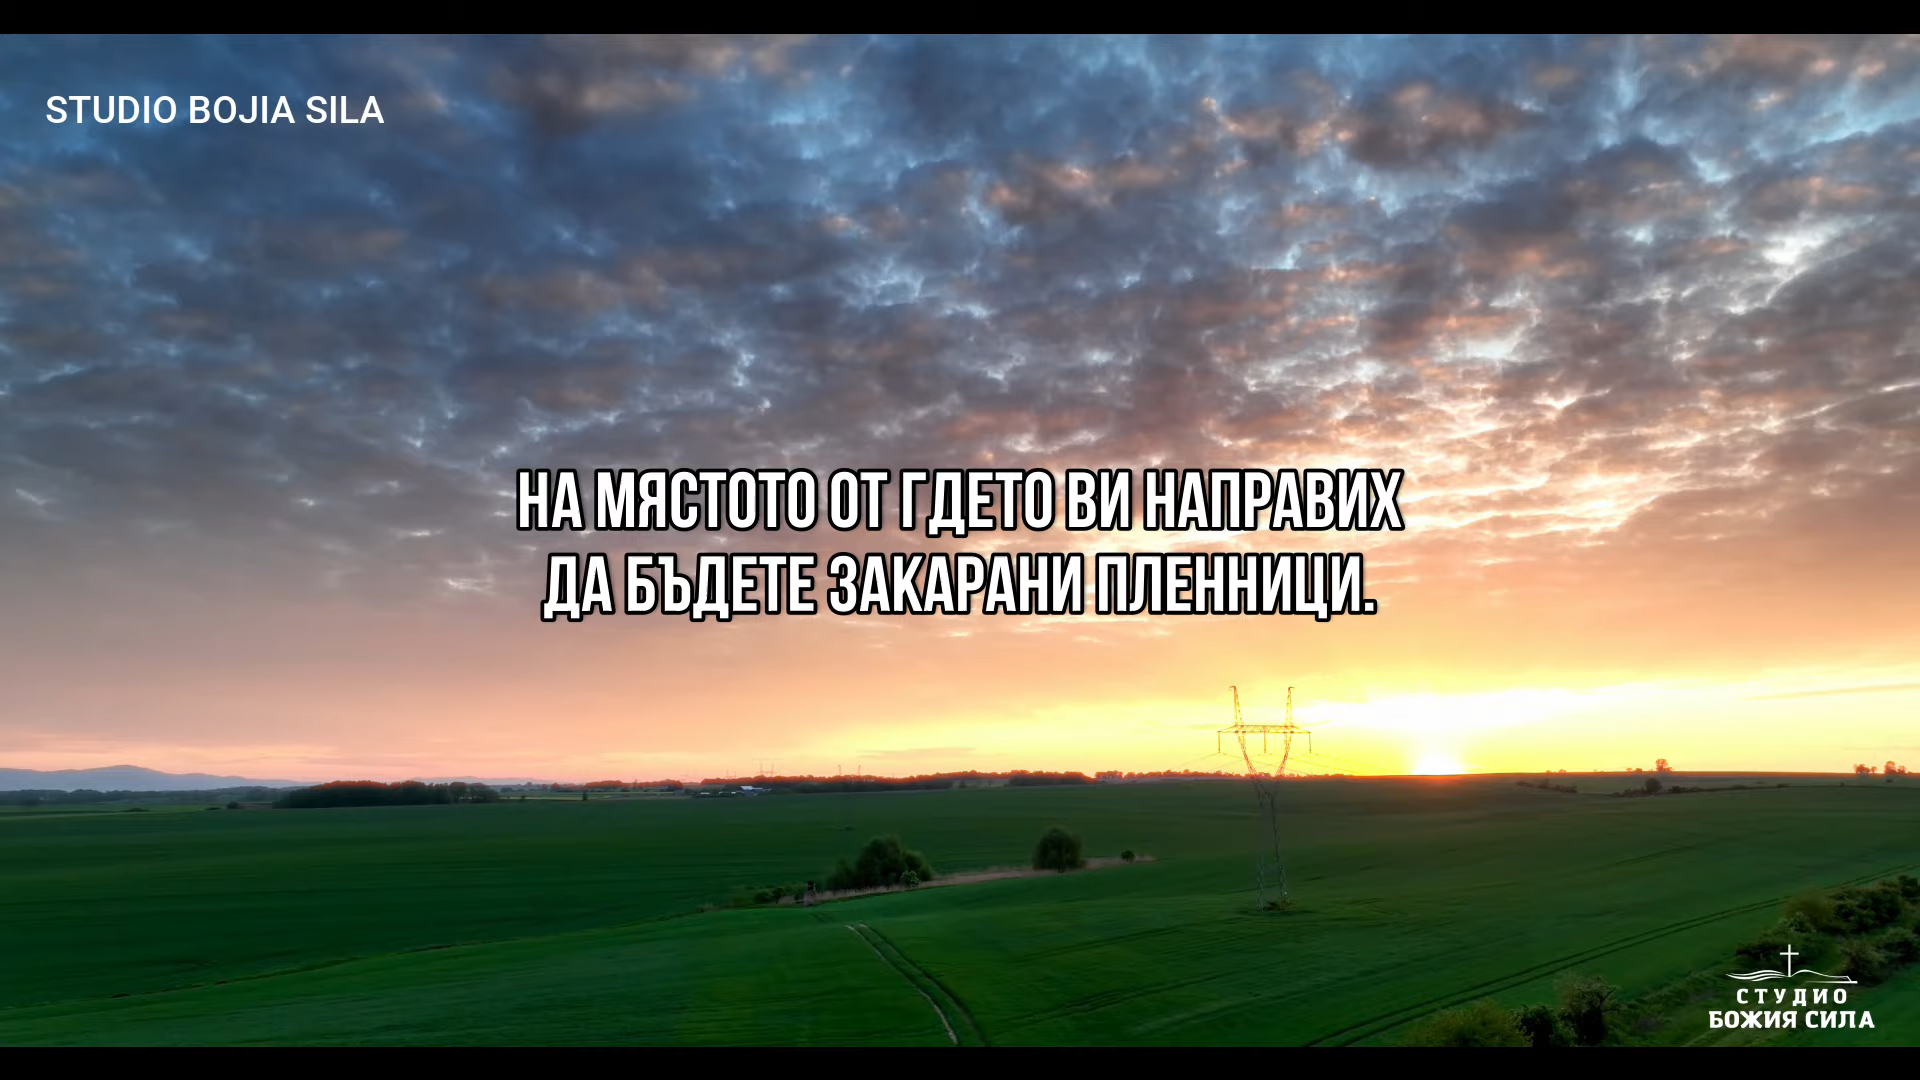 STUDIO BOJIA SILA
НА МЯСТОТО ОТ ГДЕТО ВИ НАПРАВИХ
ДА БЪДЕТЕ ЗАКАРАНИ ПЛЕННИЦИ.
СТУДИО
БОЖИЯ СИЛА